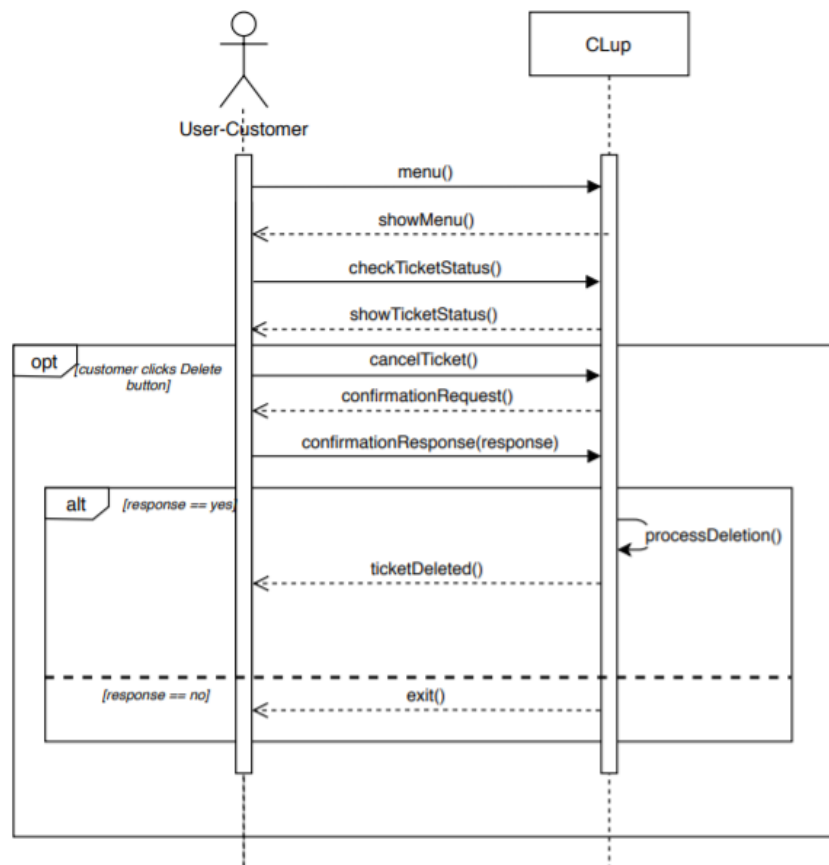 CLup
User-Customer
menu()
showMenu()
checkTicketStatus()
showTicketStatus()
opt
[customer clicks Delete
button]
cancelTicket()
confirmationRequest()
confirmationResponse(response)
alt
[response == yes]
processDeletion()
ticketDeleted()
[response == no]
exit()